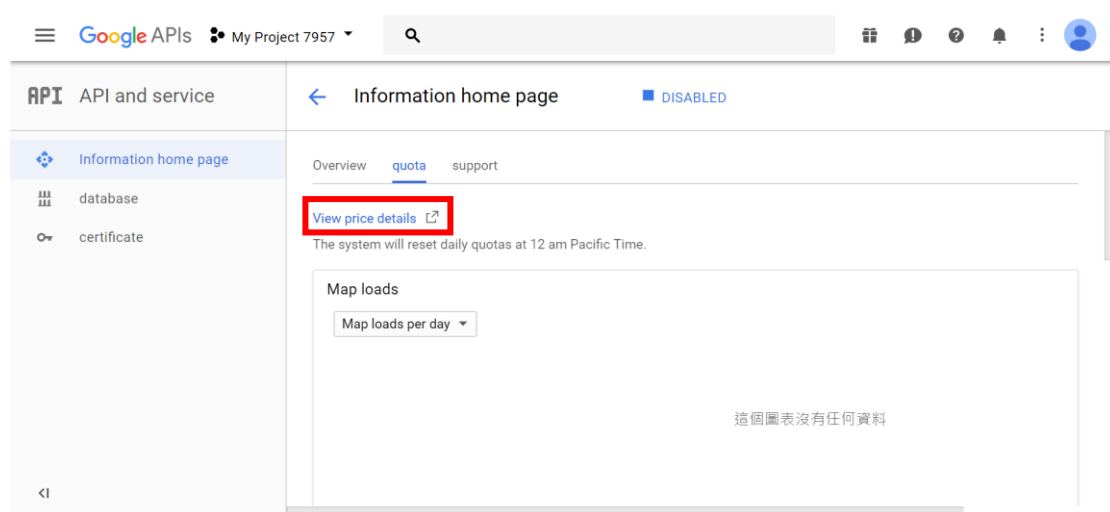 Google APIs My Project 7957
API API and service
Information home page DISABLED
Information home page
database
certificate
Overview quota support
View price details
The system will reset daily quotas at 12 am Pacific Time.
Map loads
Map loads per day
這個圖表沒有任何資料